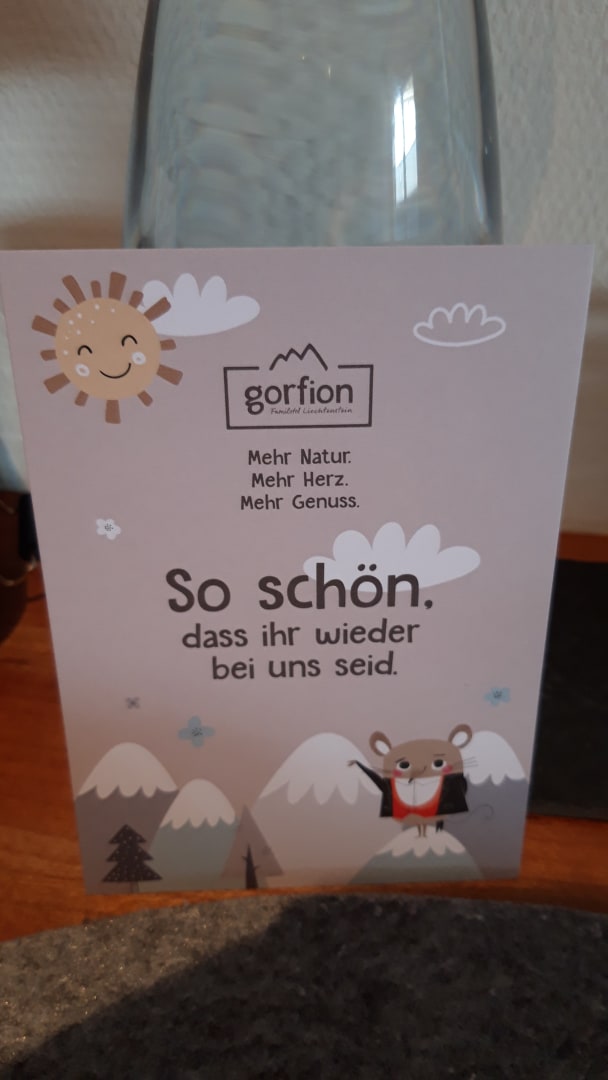 gorfion
Familotel Liechtenstein
Mehr Natur.
Mehr Herz.
Mehr Genuss.
So schön,
dass ihr wieder
bei uns seid.